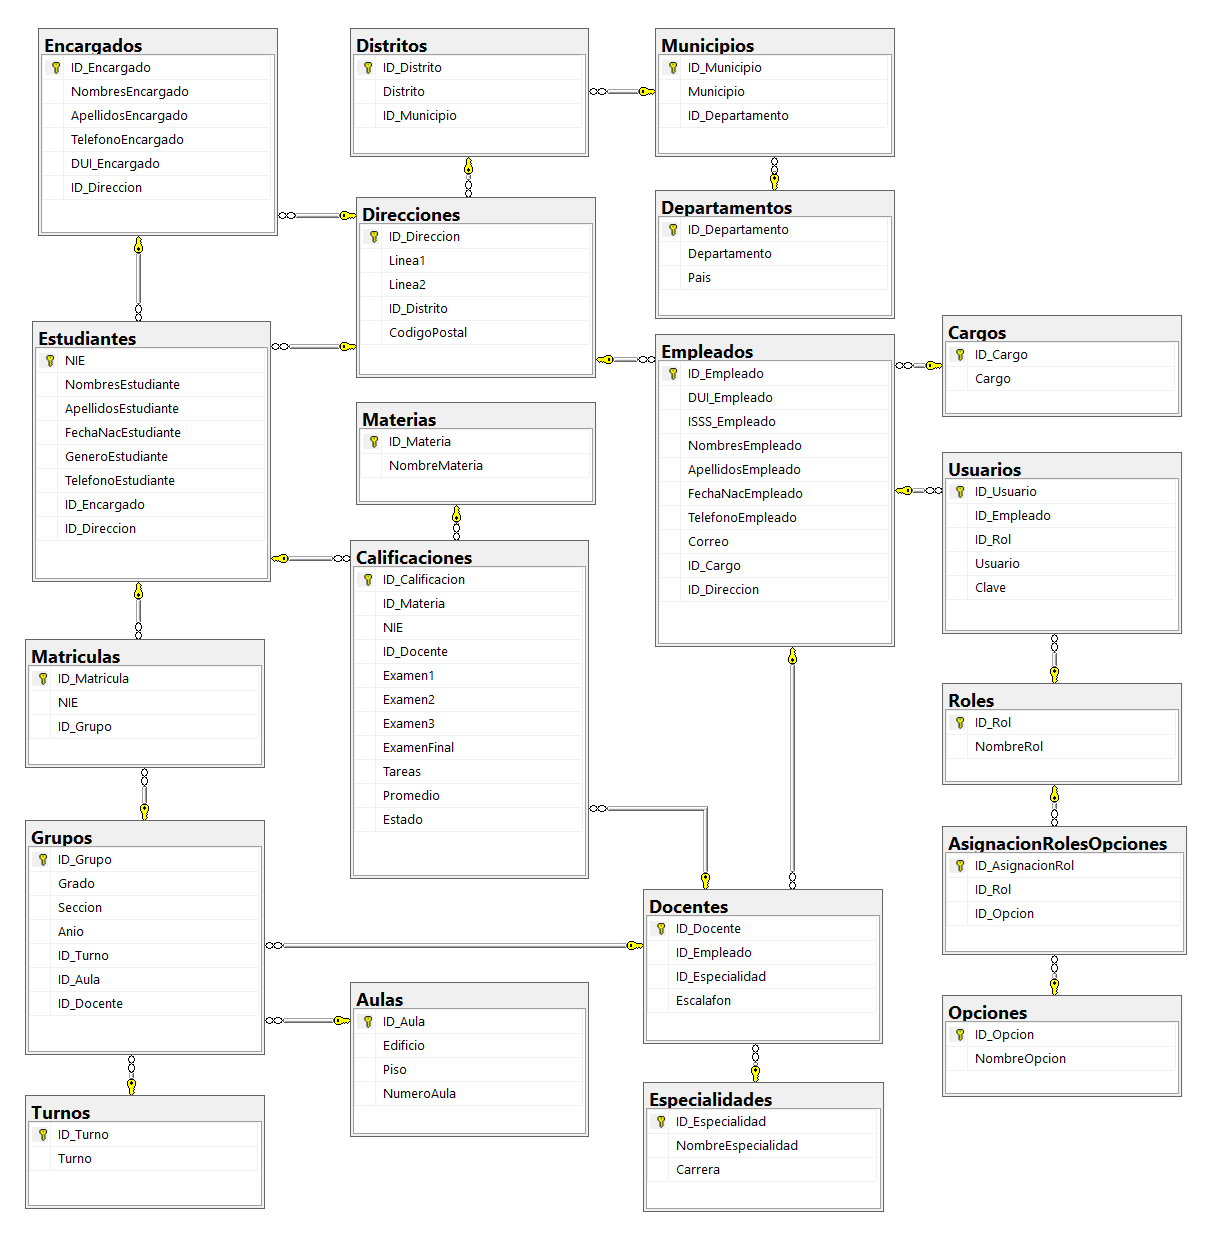 Encargados
ID_Encargado
NombresEncargado
ApellidosEncargado
TelefonoEncargado
DUI_Encargado
ID_Direccion
Distritos
ID_Distrito
Distrito
ID_Municipio
Municipios
ID_Municipio
Municipio
ID_Departamento
Direcciones
ID_Direccion
Linea1
Linea2
ID_Distrito
CodigoPostal
Departamentos
ID_Departamento
Departamento
Pais
Estudiantes
NIE
NombresEstudiante
ApellidosEstudiante
FechaNacEstudiante
GeneroEstudiante
TelefonoEstudiante
ID_Encargado
ID_Direccion
Materias
ID_Materia
NombreMateria
Empleados
ID_Empleado
DUI_Empleado
ISSS_Empleado
NombresEmpleado
ApellidosEmpleado
FechaNacEmpleado
TelefonoEmpleado
Correo
ID_Cargo
ID_Direccion
Cargos
ID_Cargo
Cargo
Usuarios
ID_Usuario
ID_Empleado
ID_Rol
Usuario
Clave
Calificaciones
ID_Calificacion
ID_Materia
NIE
ID_Docente
Examen1
Examen2
Examen3
ExamenFinal
Tareas
Promedio
Estado
Matriculas
ID_Matricula
NIE
ID_Grupo
Roles
ID_Rol
NombreRol
Grupos
ID_Grupo
Grado
Seccion
Anio
ID_Turno
ID_Aula
ID_Docente
AsignacionRolesOpciones
ID_AsignacionRol
ID_Rol
ID_Opcion
Docentes
ID_Docente
ID_Empleado
ID_Especialidad
Escalafon
Aulas
ID_Aula
Edificio
Piso
NumeroAula
Opciones
ID_Opcion
NombreOpcion
Turnos
ID_Turno
Turno
Especialidades
ID_Especialidad
NombreEspecialidad
Carrera